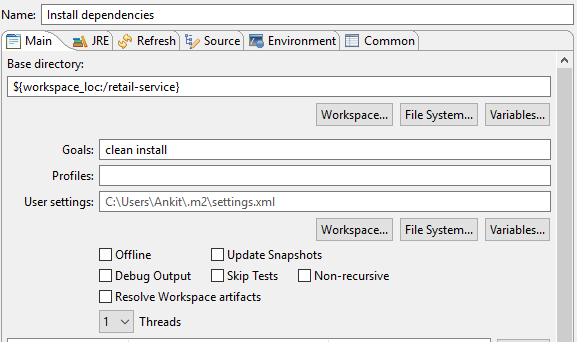 Name: Install dependencies
Main JRE Refresh Source Environment Common
Base directory:
${workspace_loc:/retail-service}
Workspace... File System... Variables...
Goals: clean install
Profiles:
User settings: C:\Users\Ankit\.m2\settings.xml
Workspace... File System... Variables...
Offline Update Snapshots
Debug Output Skip Tests Non-recursive
Resolve Workspace artifacts
1 Threads